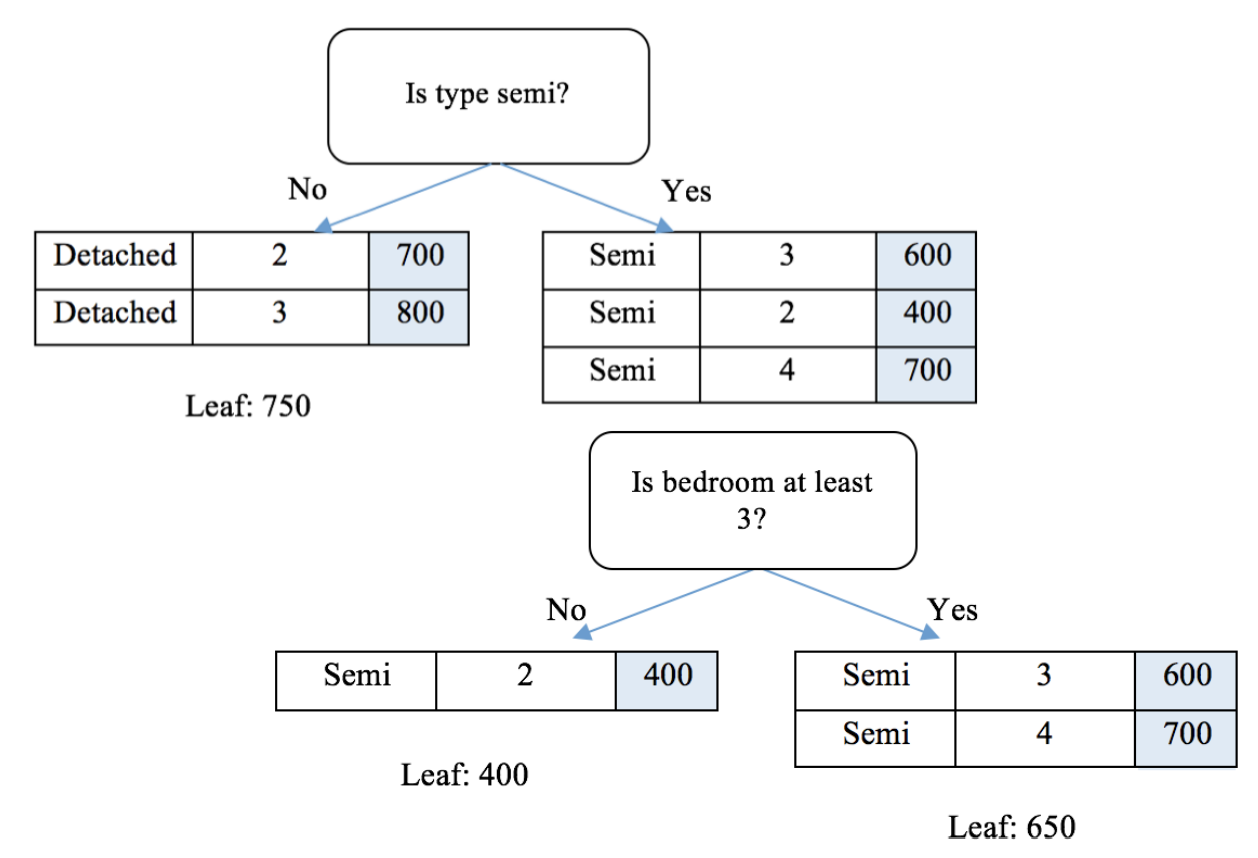 Is type semi?
No
Yes
Detached 2 700
Detached 3 800
Leaf: 750
Semi 3 600
Semi 2 400
Semi 4 700
Is bedroom at least
3?
No
Yes
Semi 2 400
Leaf: 400
Semi 3 600
Semi 4 700
Leaf: 650